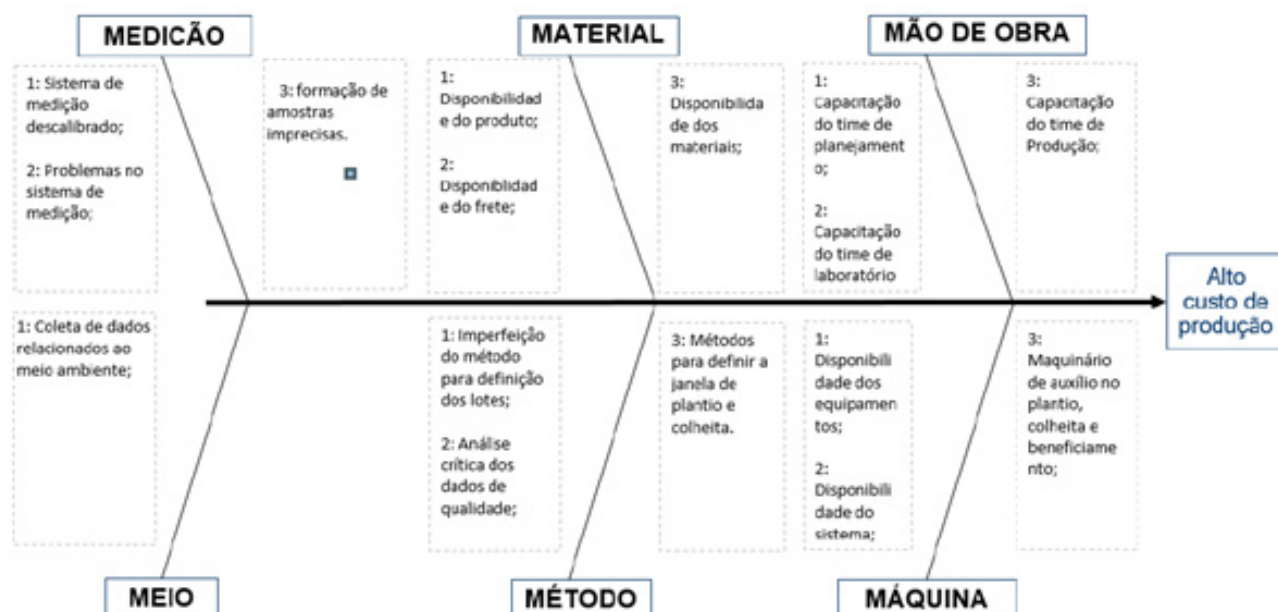 MEDICÃO
MATERIAL
MÃO DE OBRA
1: Sistema de
medição
descalibrado;
2: Problemas no
sistema de
medição;
3: formação de
amostras
imprecisas.
1:
Disponibilidad
e do produto;
2:
Disponiblidad
e do frete;
3:
Disponibilida
de dos
materiais;
1:
Capacitação
do time de
planejament
o;
2:
Capacitação
do time de
laboratório
3:
Capacitação
do time de
Produção;
Alto
custo de
produção
1: Coleta de dados
relacionados ao
meio ambiente;
1: Imperfeição
do método
para definição
dos lotes;
2: Análise
crítica dos
dados de
qualidade;
3: Métodos
para definir a
janela de
plantio e
colheita.
1:
Disponibili
dade dos
equipamen
tos;
2:
Disponibili
dade do
sistema;
3:
Maquinário
de auxílio no
plantio,
colheita e
beneficiame
nto;
MEIO
MÉTODO
MÁQUINA